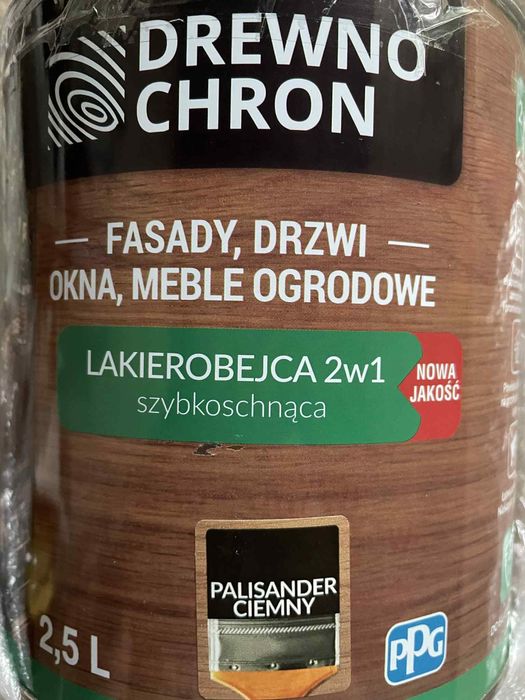 DREWNO
CHRON
FASADY, DRZWI
OKNA, MEBLE OGRODOWE
LAKIEROBEJCA 2w1
szybkoschnąca
NOWA
JAKOŚĆ
PALISANDER
CIEMNY
2,5 L
PPG